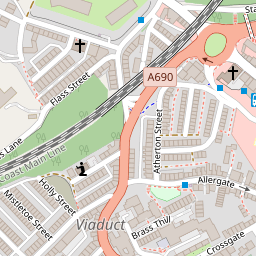 Sta
Flass Street
A690
Atherton Street
s Lane
Coast Main Line
Holly Street
Mistletoe Street
Allergate
Viaduct
Brass Thill
Crossgate